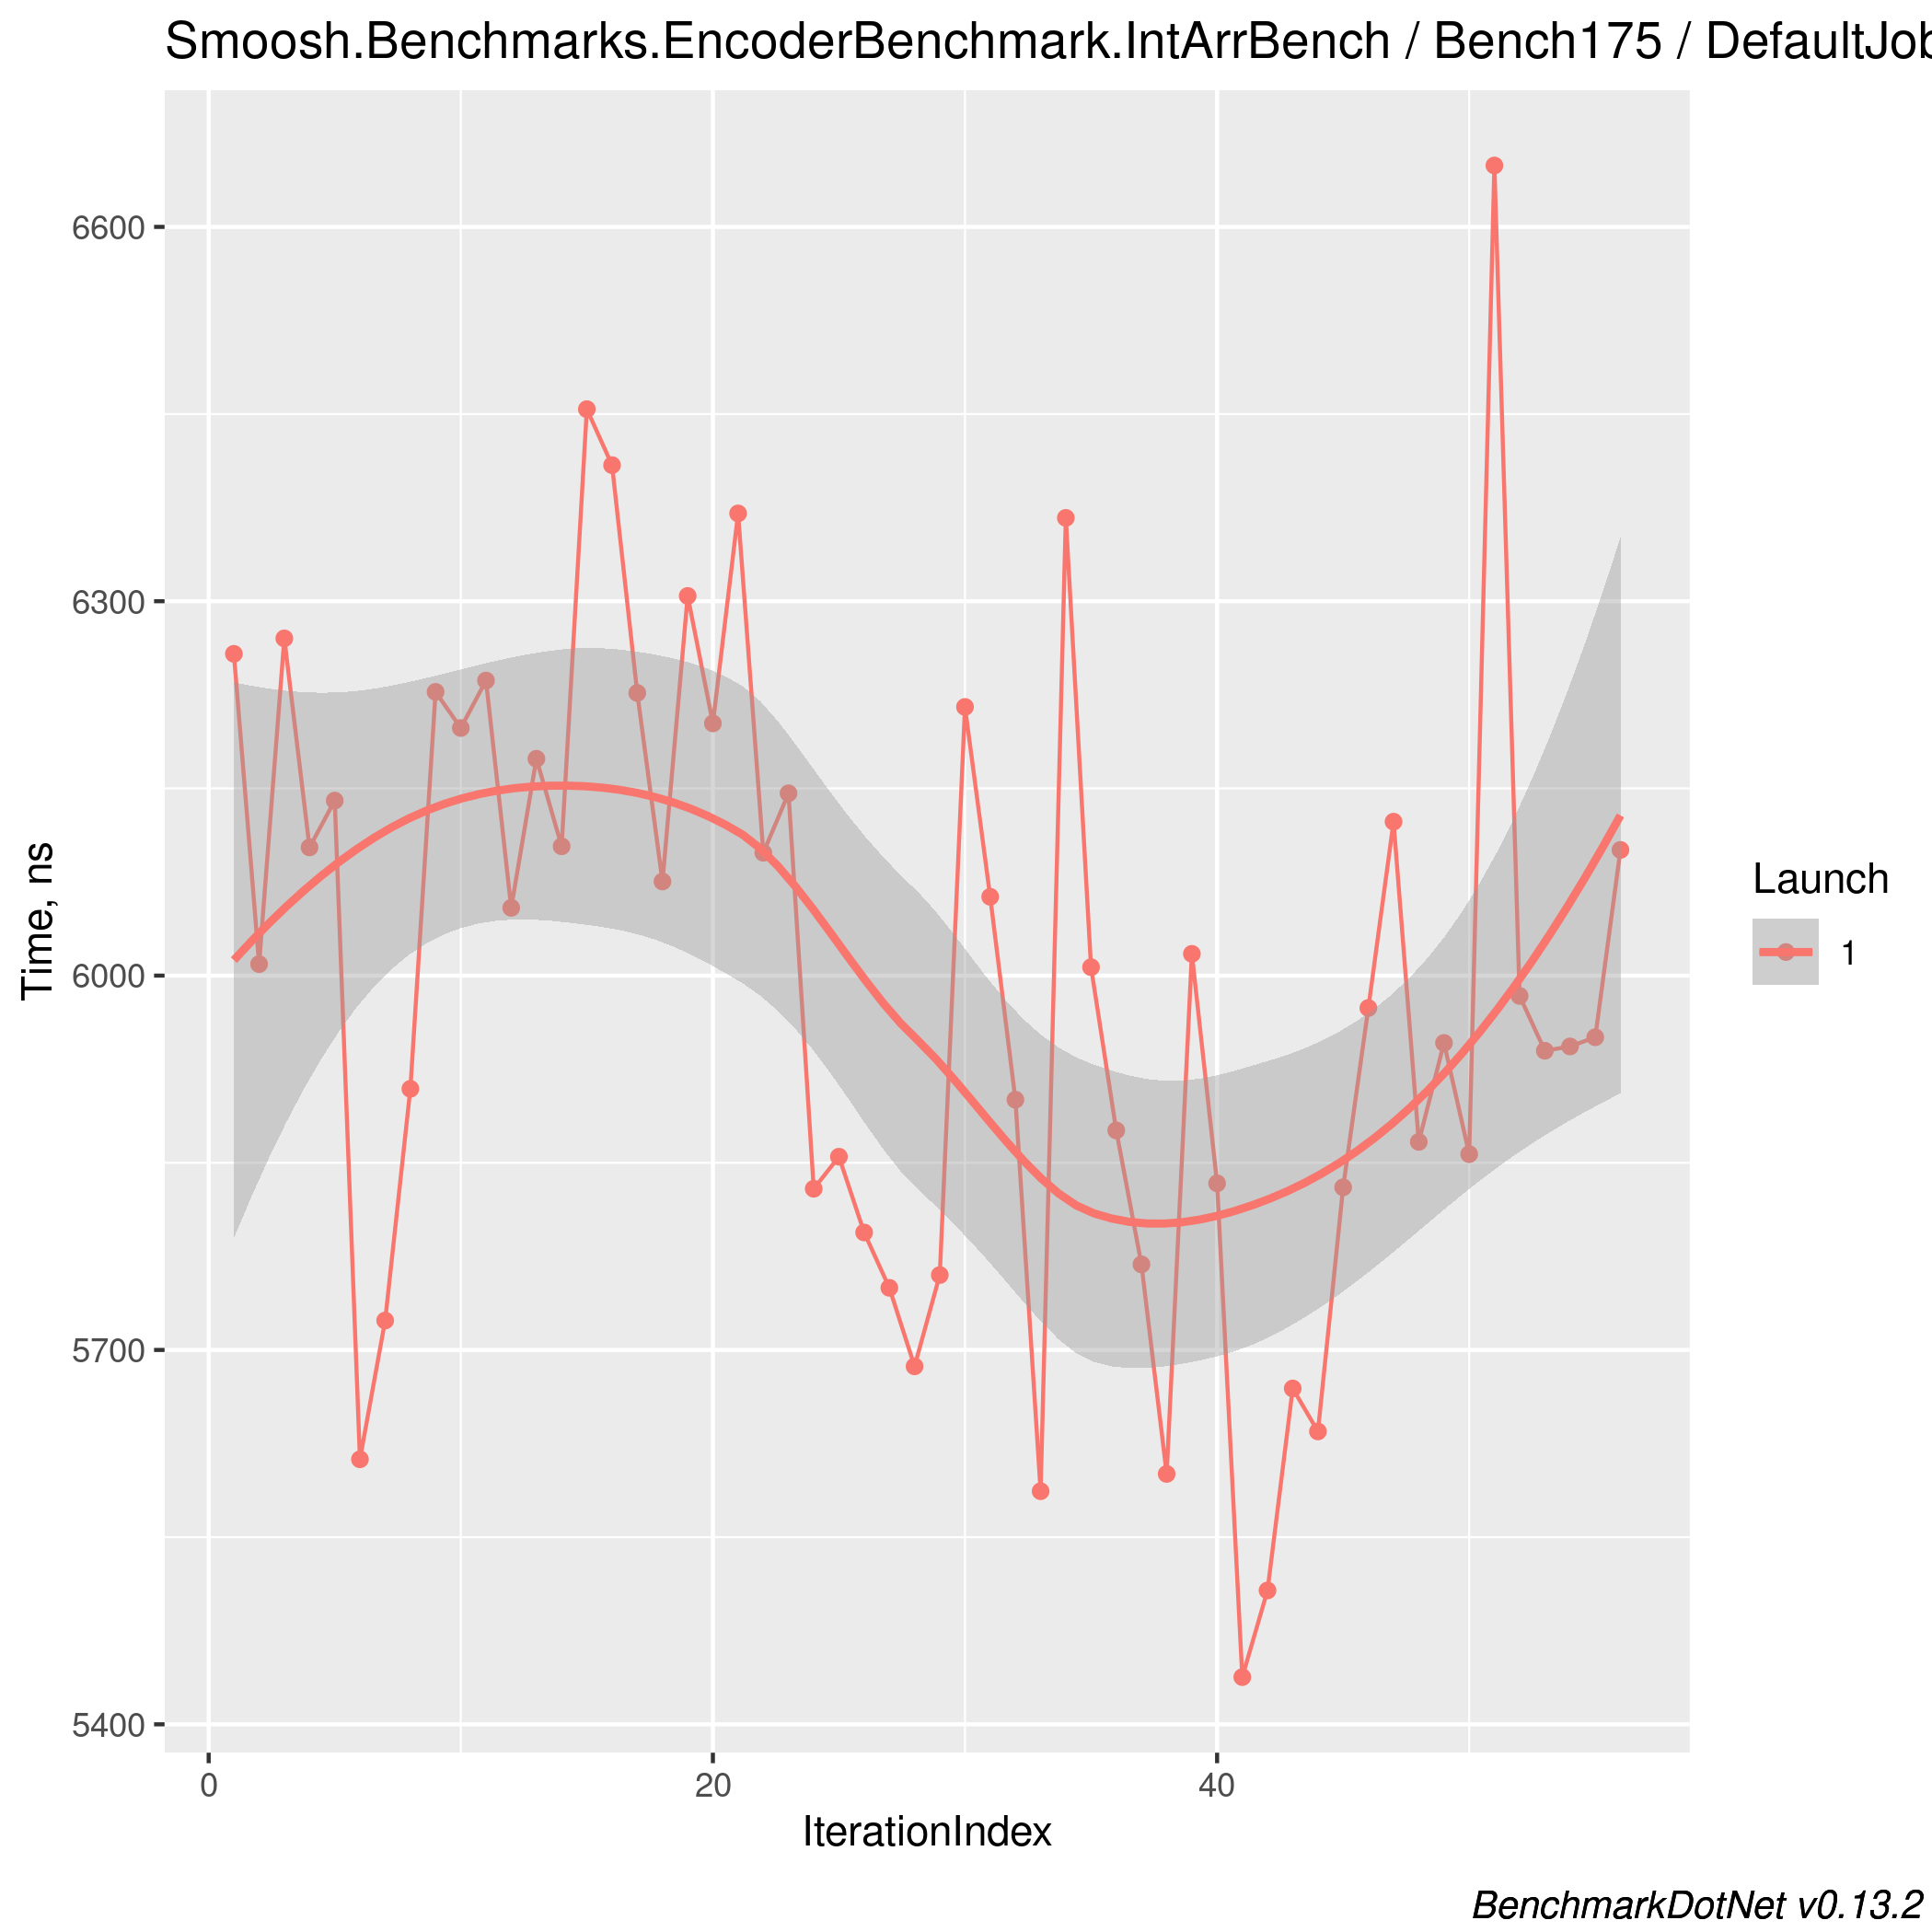 Smoosh.Benchmarks.EncoderBenchmark.IntArrBench / Bench175 / DefaultJob
6600
6300
6000
5700
5400
Time, ns
0 20 40
IterationIndex
Launch
1
BenchmarkDotNet v0.13.2